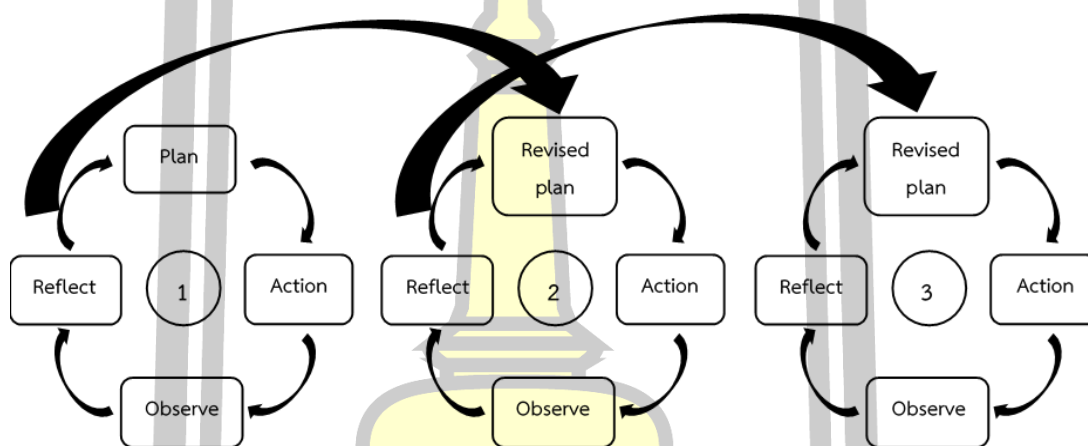 Plan
Reflect
1
Action
Observe
Revised
plan
Reflect
2
Action
Observe
Revised
plan
Reflect
3
Action
Observe